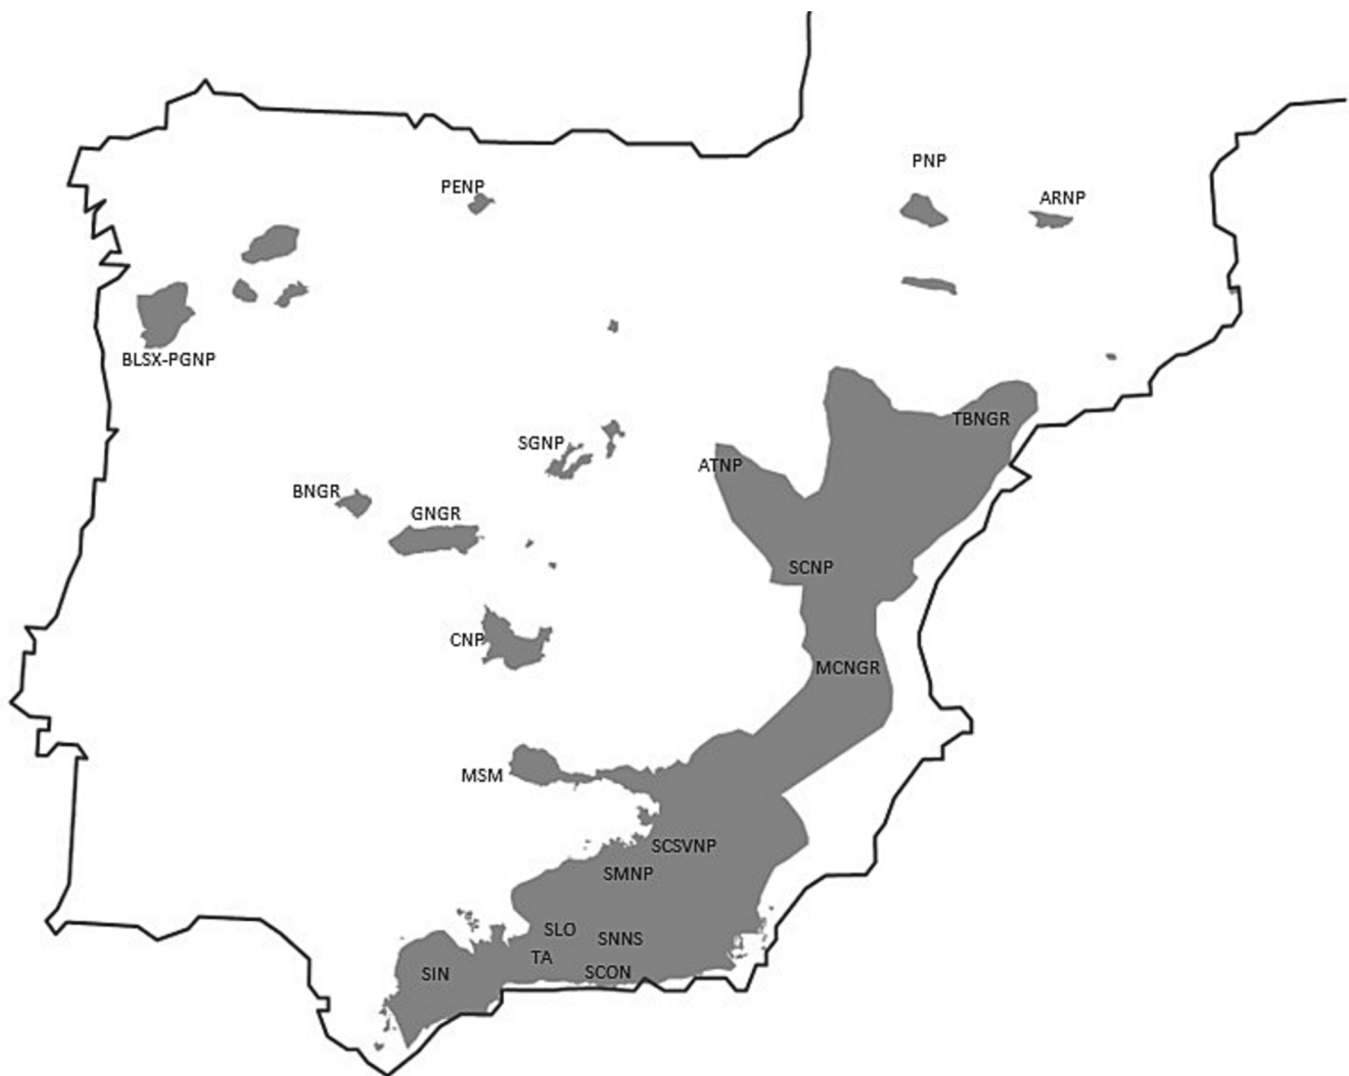 PNP
PENP
ARNP
BLSX-PGNP
TBNGR
SGNP
ATNP
BNGR
GNGR
SCNP
CNP
MCNGR
MSM
SCSVNP
SMNP
SLO
SNNS
TA
SIN
SCON